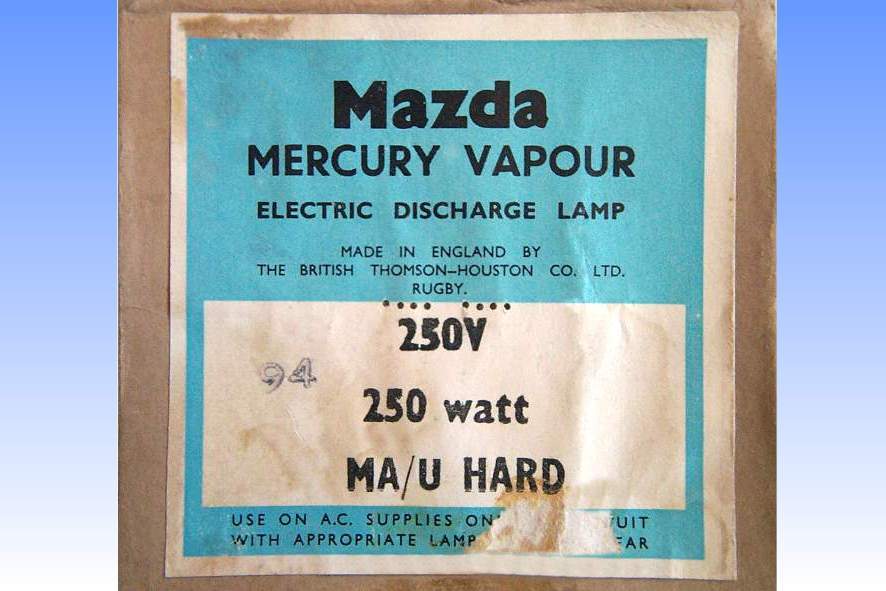 Mazda
MERCURY VAPOUR
ELECTRIC DISCHARGE LAMP
MADE IN ENGLAND BY
THE BRITISH THOMSON-HOUSTON CO. LTD.
RUGBY.
250V
94
250 watt
MA/U HARD
USE ON A.C. SUPPLIES
WITH APPROPRIATE LAMP